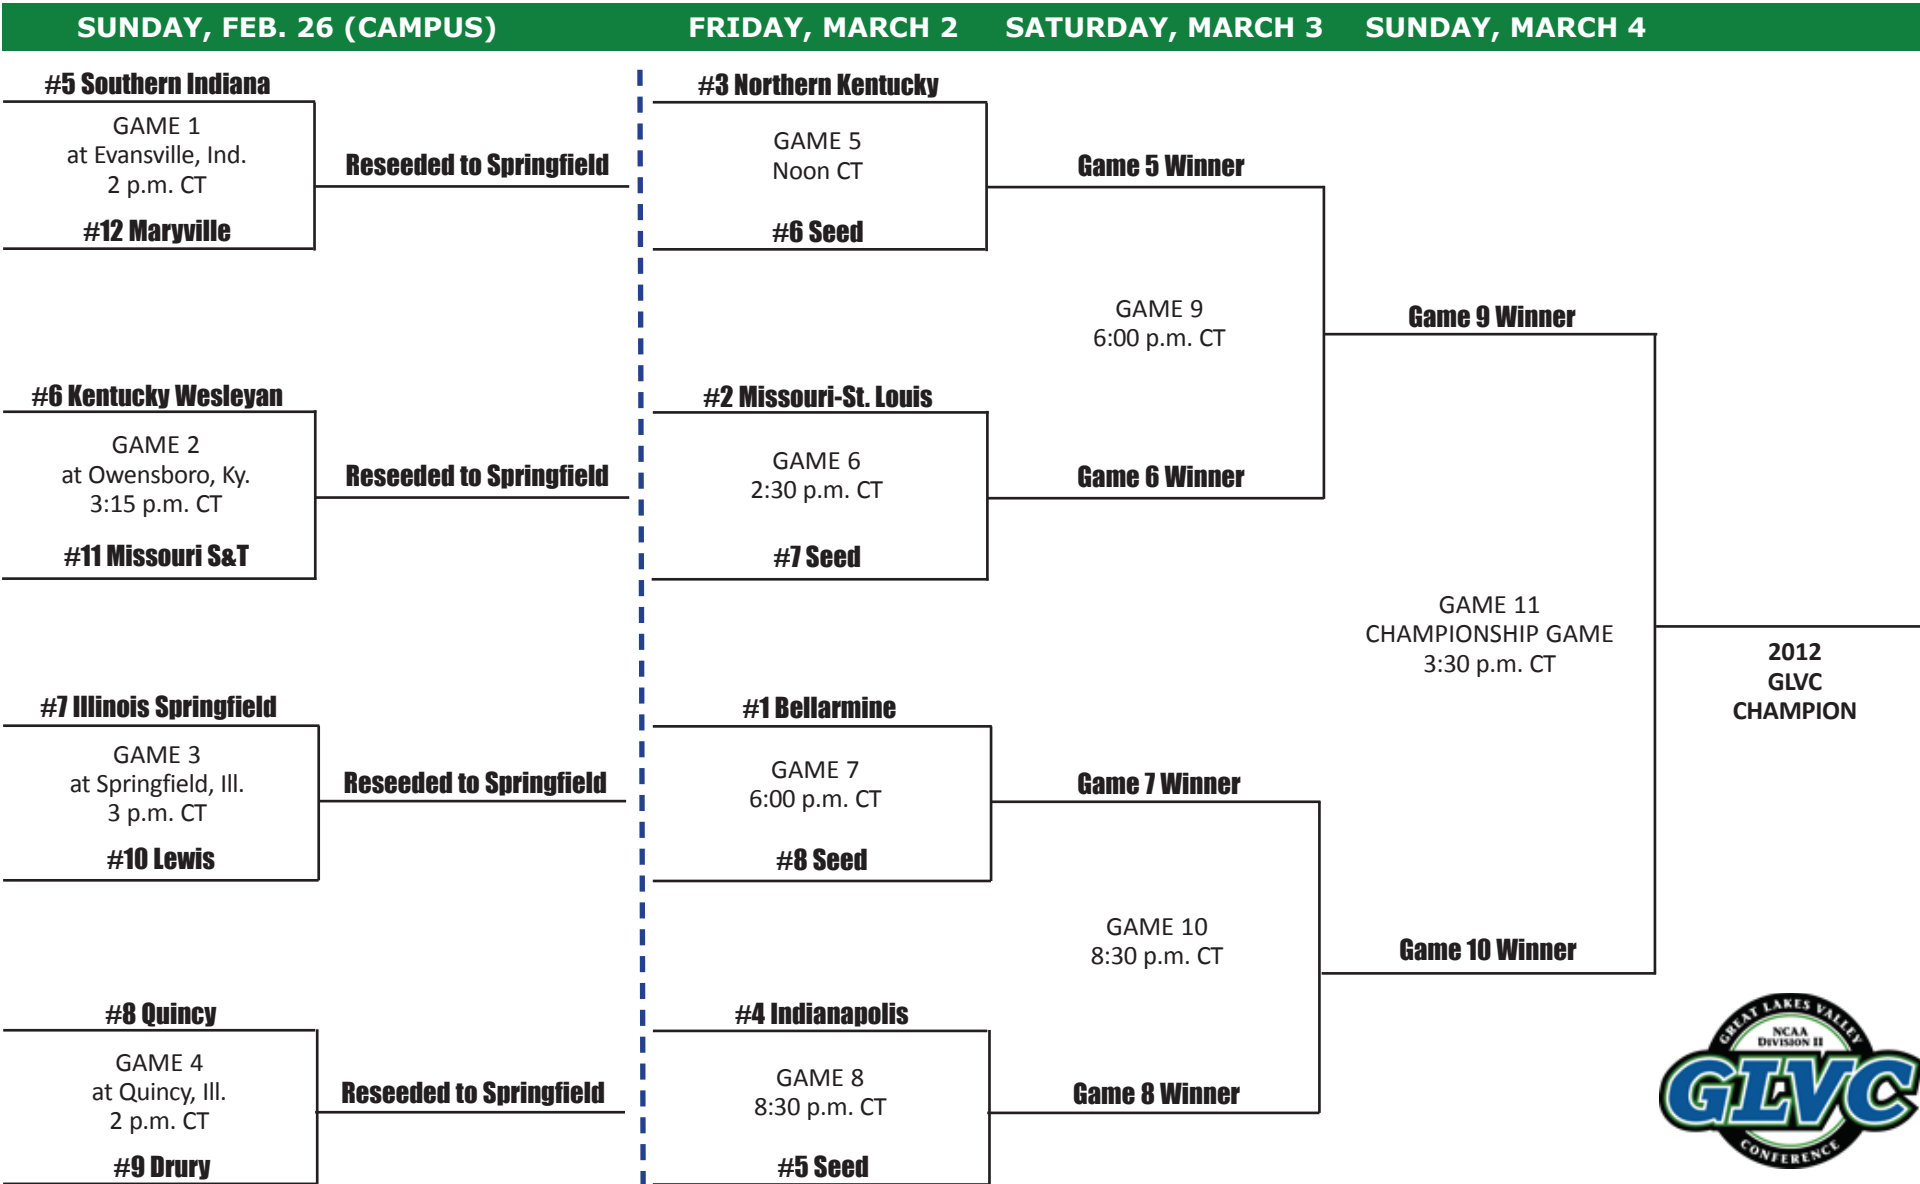 SUNDAY, FEB. 26 (CAMPUS)
FRIDAY, MARCH 2
SATURDAY, MARCH 3
SUNDAY, MARCH 4
#5 Southern Indiana
GAME 1
at Evansville, Ind.
2 p.m. CT
#12 Maryville
Reseeded to Springfield
#6 Kentucky Wesleyan
GAME 2
at Owensboro, Ky.
3:15 p.m. CT
#11 Missouri S&T
Reseeded to Springfield
#7 Illinois Springfield
GAME 3
at Springfield, Ill.
3 p.m. CT
#10 Lewis
Reseeded to Springfield
#8 Quincy
GAME 4
at Quincy, Ill.
2 p.m. CT
#9 Drury
Reseeded to Springfield
#3 Northern Kentucky
GAME 5
Noon CT
#6 Seed
#2 Missouri-St. Louis
GAME 6
2:30 p.m. CT
#7 Seed
#1 Bellarmine
GAME 7
6:00 p.m. CT
#8 Seed
#4 Indianapolis
GAME 8
8:30 p.m. CT
#5 Seed
Game 5 Winner
GAME 9
6:00 p.m. CT
Game 6 Winner
Game 7 Winner
GAME 10
8:30 p.m. CT
Game 8 Winner
Game 9 Winner
GAME 11
CHAMPIONSHIP GAME
3:30 p.m. CT
Game 10 Winner
2012
GLVC
CHAMPION
GREAT LAKES VALLEY
NCAA
DIVISION II
GLVC
CONFERENCE